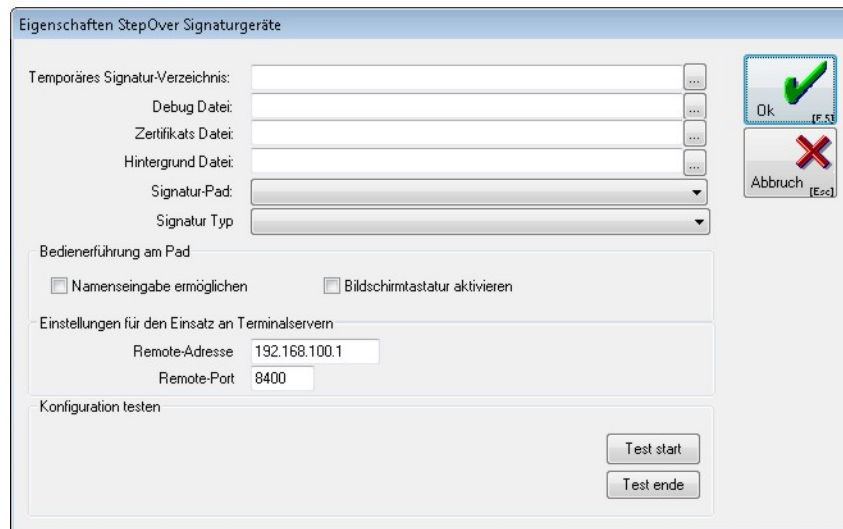 Eigenschaften StepOver Signaturgeräte
Temporäres Signatur-Verzeichnis: ...
Debug Datei: ...
Zertifikats Datei: ...
Hintergrund Datei: ...
Signatur-Pad:
Signatur Typ
Ok [F5]
Abbruch [Esc]
Bedienerführung am Pad
Namenseingabe ermöglichen Bildschirmtastatur aktivieren
Einstellungen für den Einsatz an Terminalservern
Remote-Adresse 192.168.100.1
Remote-Port 8400
Konfiguration testen
Test start
Test ende